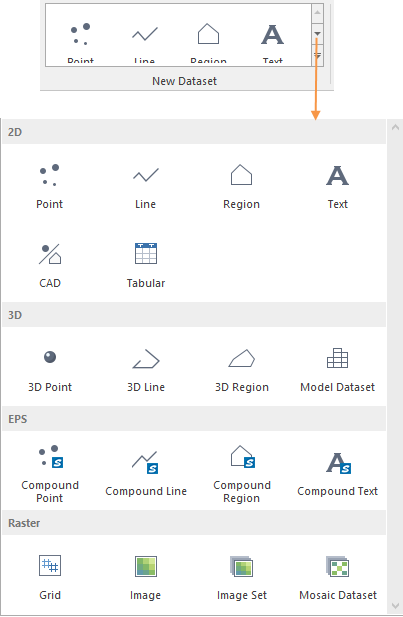 Point Line Region Text
New Dataset
2D
Point Line Region Text
CAD Tabular
3D
3D Point 3D Line 3D Region Model Dataset
EPS
Compound Point Compound Line Compound Region Compound Text
Raster
Grid Image Image Set Mosaic Dataset